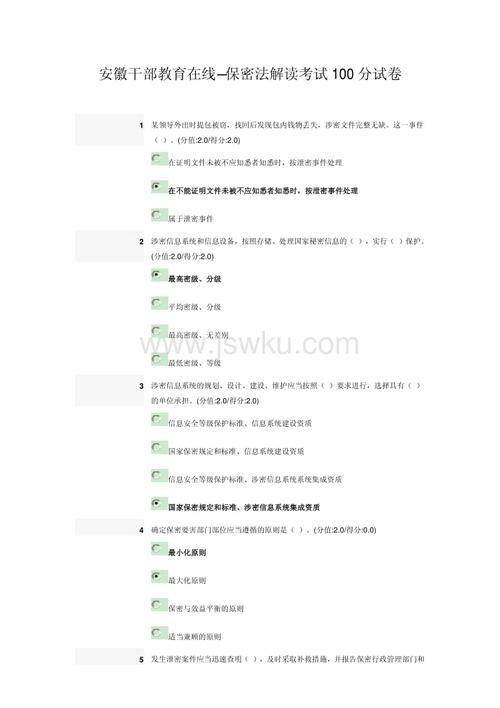 安徽干部教育在线--保密法解读考试100分试卷
1 某领导外出时提包被窃，找回后发现包内钱物丢失，涉密文件完整无缺。这一事件
（ ）。(分值:2.0/得分:2.0)
在证明文件未被不应知悉者知悉时，按泄密事件处理
在不能证明文件未被不应知悉者知悉时，按泄密事件处理
属于泄密事件
2 涉密信息系统和信息设备，按照存储、处理国家秘密信息的（ ），实行（ ）保护。
(分值:2.0/得分:2.0)
最高密级、分级
平均密级、分级
最高密级、无差别
www.jswku.com
最低密级、等级
3 涉密信息系统的规划、设计、建设、维护应当按照（ ）要求进行，选择具有（ ）
的单位承担。(分值:2.0/得分:2.0)
信息安全等级保护标准、信息系统建设资质
国家保密规定和标准、信息系统建设资质
信息安全等级保护标准、涉密信息系统系统集成资质
国家保密规定和标准、涉密信息系统集成资质
4 确定保密要害部门部位应当遵循的原则是（ ）。(分值:2.0/得分:0.0)
最小化原则
最大化原则
保密与效益平衡的原则
适当兼顾的原则
5 发生泄密案件应当迅速查明（ ），及时采取补救措施，并报告保密行政管理部门和